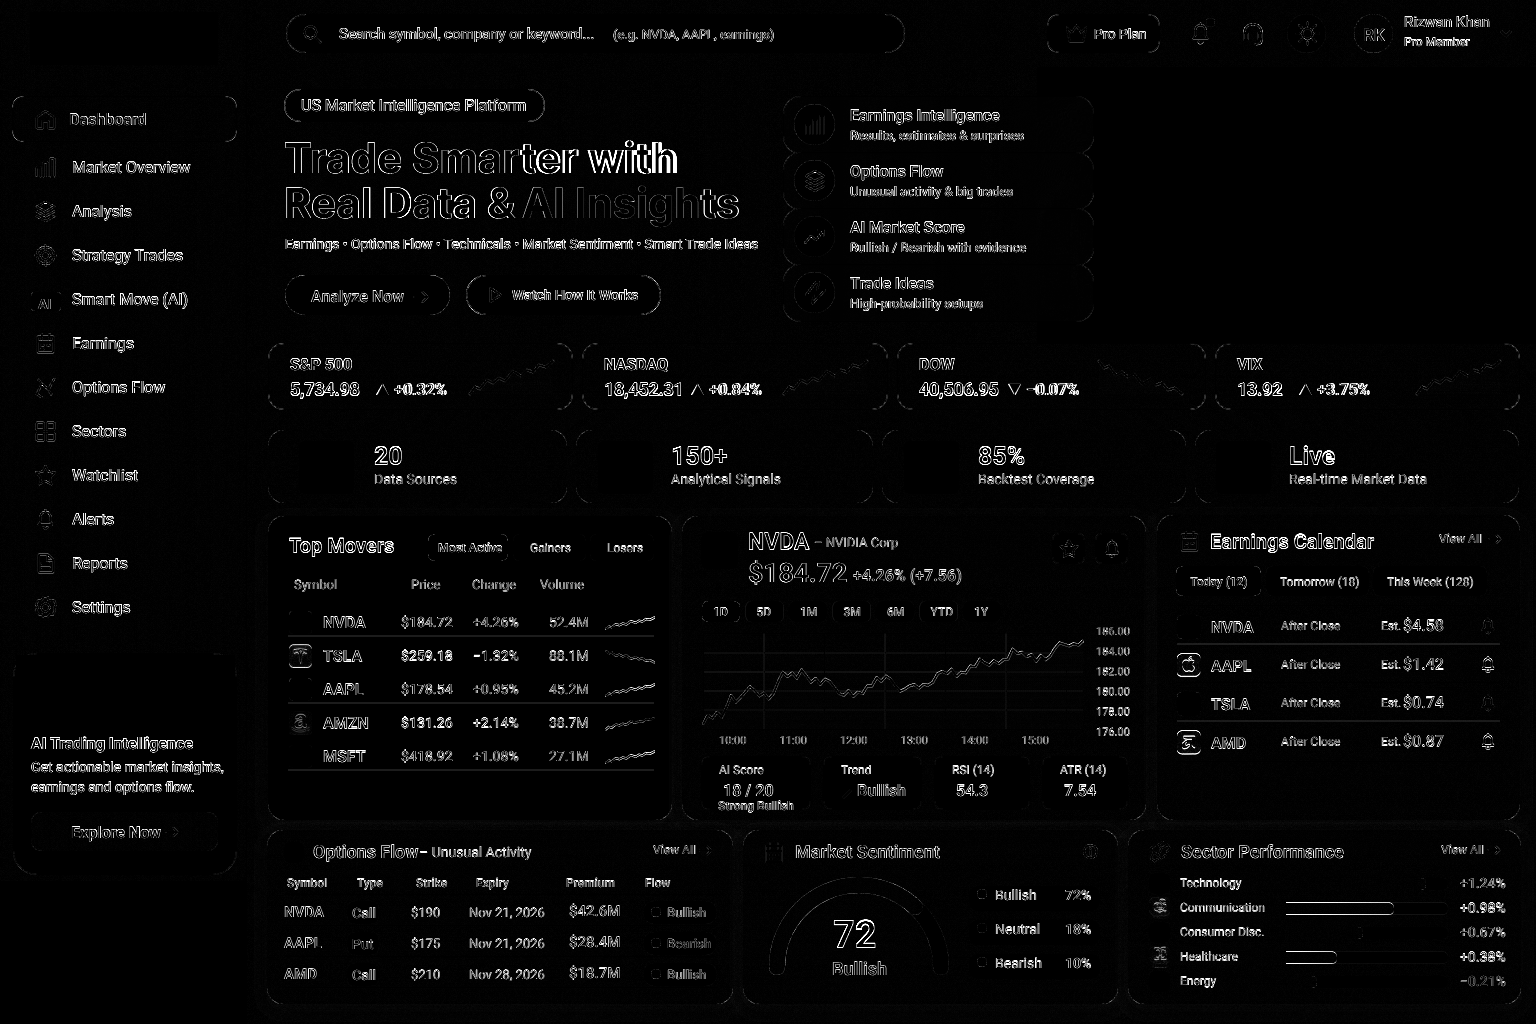 Search symbol, company or keyword... (e.g. NVDA, AAPL, earnings)
Pro Plan
RK
Rizwan Khan
Pro Member
Dashboard
Market Overview
Analysis
Strategy Trades
AI Smart Move (AI)
Earnings
Options Flow
Sectors
Watchlist
Alerts
Reports
Settings
AI Trading Intelligence
Get actionable market insights,
earnings and options flow.
Explore Now
US Market Intelligence Platform
Trade Smarter with
Real Data & AI Insights
Earnings • Options Flow • Technicals • Market Sentiment • Smart Trade Ideas
Analyze Now
Watch How It Works
Earnings Intelligence
Results, estimates & surprises
Options Flow
Unusual activity & big trades
AI Market Score
Bullish / Bearish with evidence
Trade Ideas
High-probability setups
S&P 500
5,734.98 △ +0.32%
NASDAQ
18,452.31 △ +0.84%
DOW
40,506.95 ▽ -0.07%
VIX
13.92 △ +3.75%
20
Data Sources
150+
Analytical Signals
85%
Backtest Coverage
Live
Real-time Market Data
Top Movers
Most Active Gainers Losers
Symbol Price Change Volume
NVDA $184.72 +4.26% 52.4M
TSLA $259.18 -1.32% 88.1M
AAPL $178.54 +0.95% 45.2M
AMZN $131.26 +2.14% 38.7M
MSFT $418.92 +1.08% 27.1M
NVDA - NVIDIA Corp
$184.72 +4.26% (+7.56)
1D 5D 1M 3M 6M YTD 1Y
186.00
184.00
182.00
180.00
178.00
176.00
10:00 11:00 12:00 13:00 14:00 15:00
AI Score
18 / 20
Strong Bullish
Trend
Bullish
RSI (14)
54.3
ATR (14)
7.54
Earnings Calendar
View All
Today (12) Tomorrow (18) This Week (128)
NVDA After Close Est. $4.58
AAPL After Close Est. $1.42
TSLA After Close Est. $0.74
AMD After Close Est. $0.87
Options Flow - Unusual Activity
View All
Symbol Type Strike Expiry Premium Flow
NVDA Call $190 Nov 21, 2026 $42.6M Bullish
AAPL Put $175 Nov 21, 2026 $28.4M Bearish
AMD Call $210 Nov 28, 2026 $18.7M Bullish
Market Sentiment
72
Bullish
Bullish 72%
Neutral 18%
Bearish 10%
Sector Performance
View All
Technology +1.24%
Communication +0.98%
Consumer Disc. +0.67%
Healthcare +0.38%
Energy -0.21%